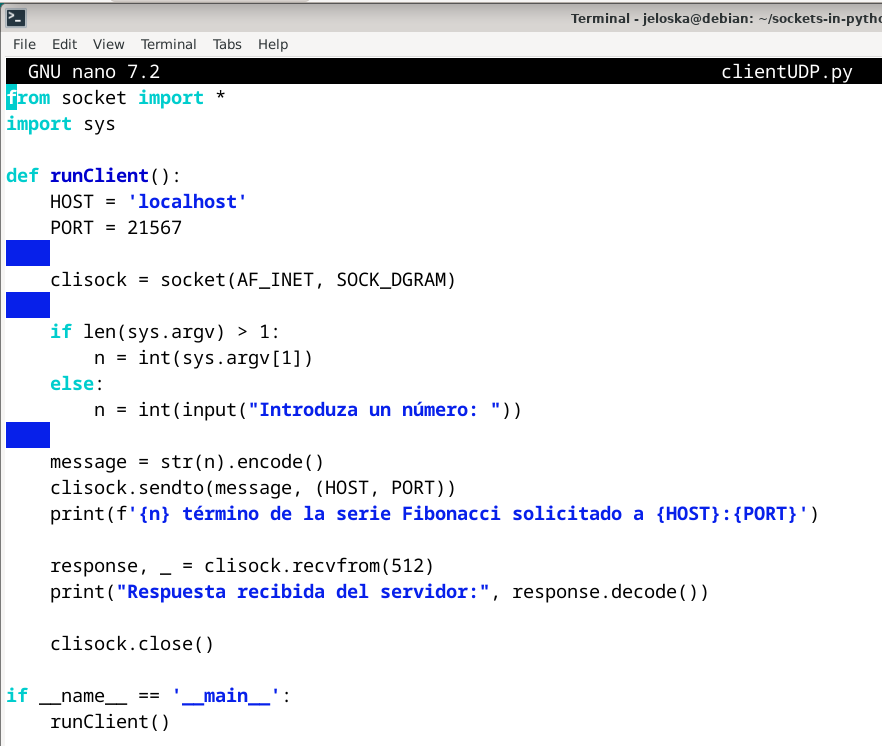 Terminal - jeloska@debian: ~/sockets-in-pytho
File Edit View Terminal Tabs Help
GNU nano 7.2 clientUDP.py
from socket import *
import sys

def runClient():
    HOST = 'localhost'
    PORT = 21567

    clisock = socket(AF_INET, SOCK_DGRAM)

    if len(sys.argv) > 1:
        n = int(sys.argv[1])
    else:
        n = int(input("Introduza un número: "))

    message = str(n).encode()
    clisock.sendto(message, (HOST, PORT))
    print(f'{n} término de la serie Fibonacci solicitado a {HOST}:{PORT}')

    response, _ = clisock.recvfrom(512)
    print("Respuesta recibida del servidor:", response.decode())

    clisock.close()

if __name__ == '__main__':
    runClient()